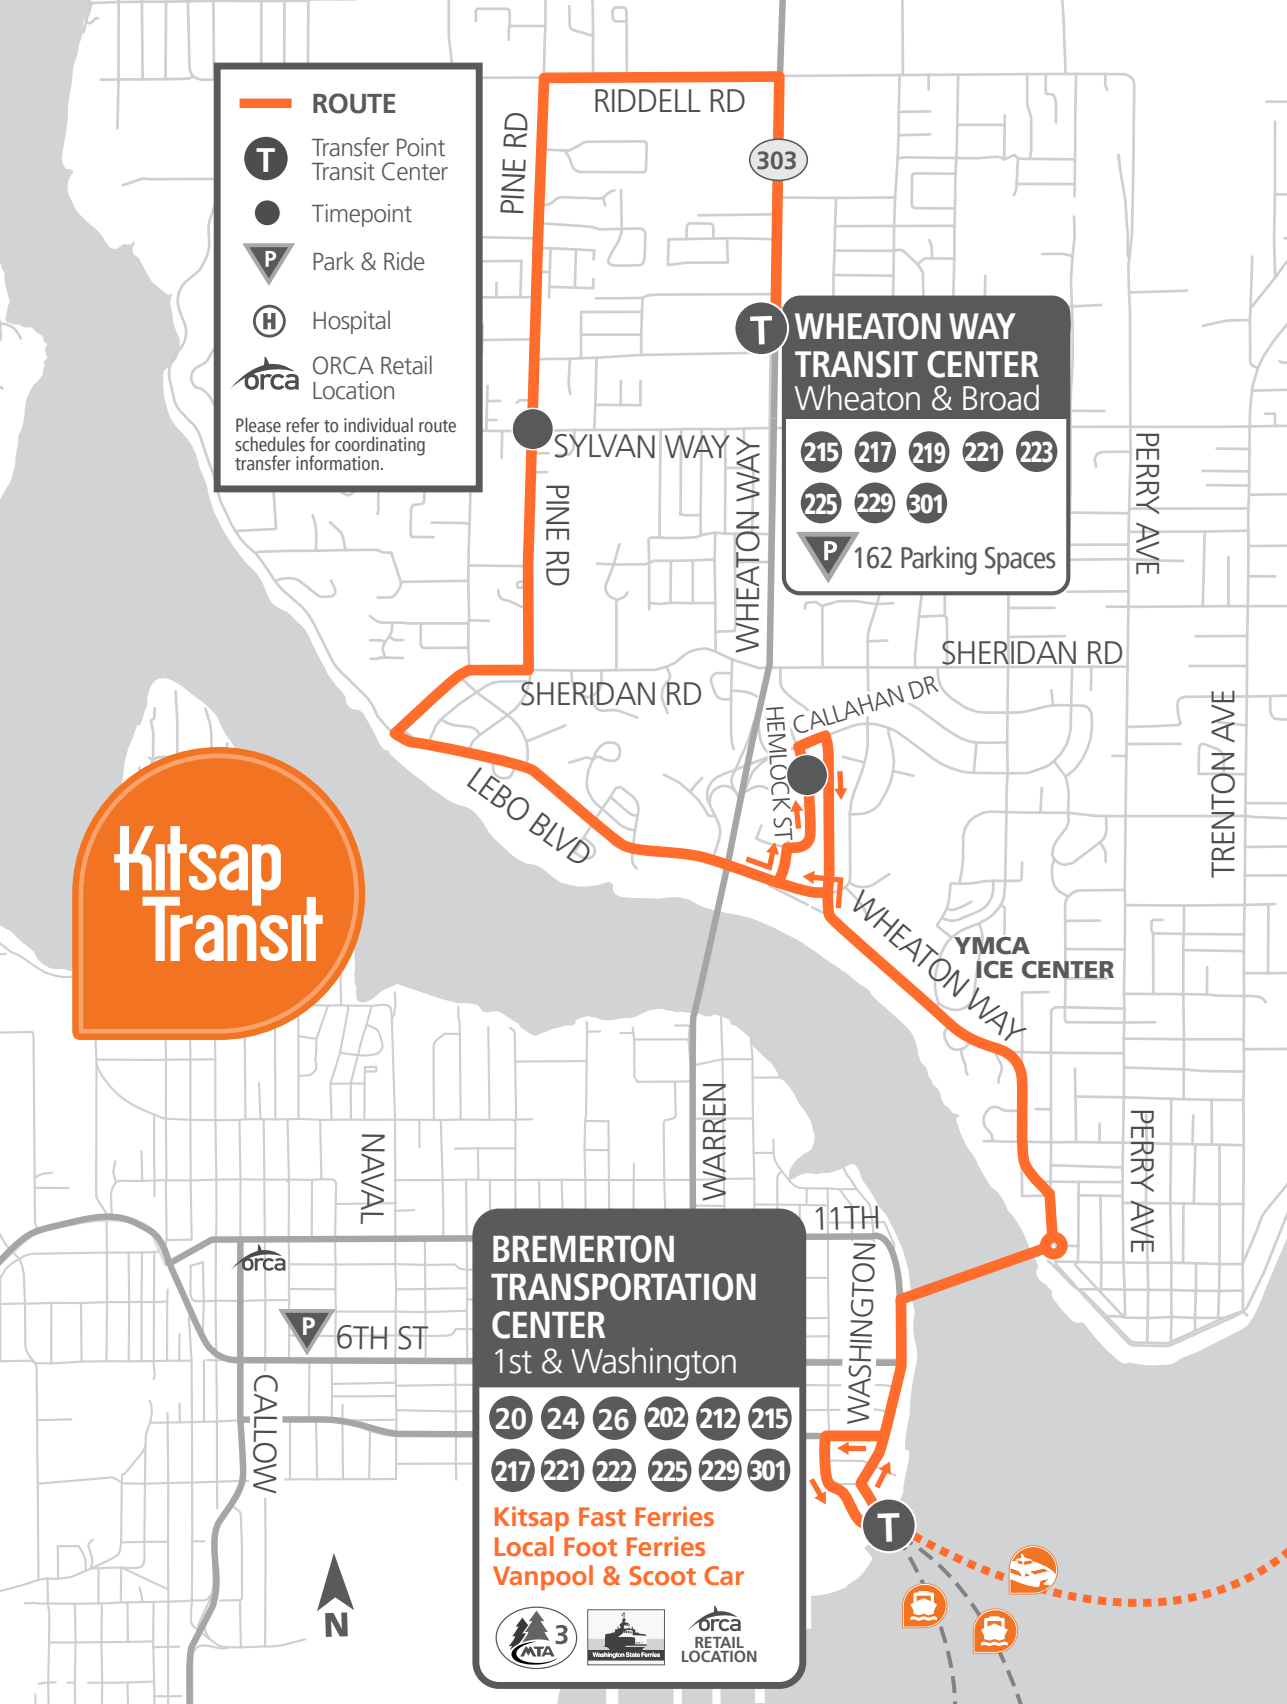 ROUTE
T
Transfer Point
Transit Center
Timepoint
P
Park & Ride
H
Hospital
orca
ORCA Retail
Location
Please refer to individual route
schedules for coordinating
transfer information.
RIDDELL RD
PINE RD
303
T
WHEATON WAY
TRANSIT CENTER
Wheaton & Broad
215 217 219 221 223
225 229 301
P
162 Parking Spaces
SYLVAN WAY
WHEATON WAY
PINE RD
PERRY AVE
SHERIDAN RD
SHERIDAN RD
CALLAHAN DR
HEMLOCK ST
TRENTON AVE
LEBO BLVD
Kitsap
Transit
WHEATON WAY
YMCA
ICE CENTER
WARREN
NAVAL
PERRY AVE
11TH
WASHINGTON
orca
P
6TH ST
CALLOW
BREMERTON
TRANSPORTATION
CENTER
1st & Washington
20 24 26 202 212 215
217 221 222 225 229 301
Kitsap Fast Ferries
Local Foot Ferries
Vanpool & Scoot Car
MTA 3
Washington State Ferries
orca
RETAIL
LOCATION
T
N